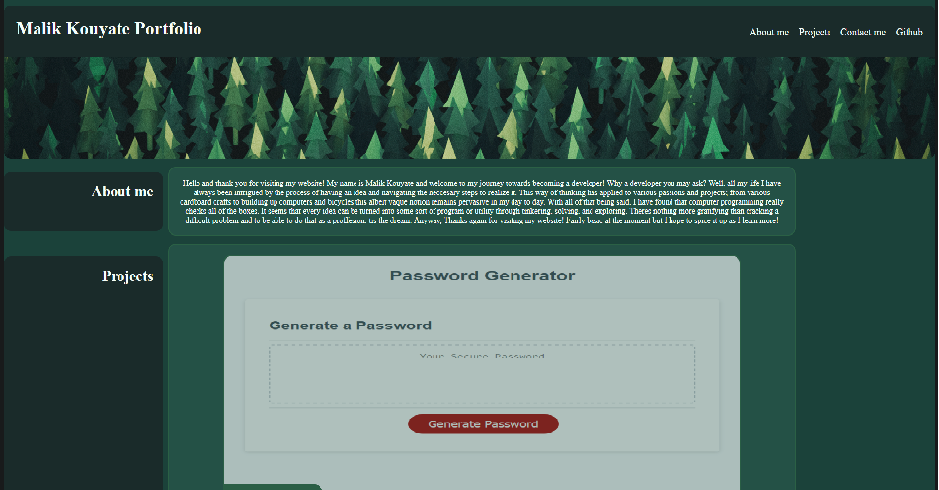 Malik Kouyate Portfolio
About me Projects Contact me Github
About me
Hello and thank you for visiting my website! My name is Malik Kouyate and welcome to my journey towards becoming a developer! Why a developer you may ask? Well, all my life I have
always been intrigued by the process of having an idea and navigating the necessary steps to realize it. This way of thinking has applied to various passions and projects; from various
cardboard crafts to building up computers and bicycles this albeit vague notion remains pervasive in my day to day. With all of that being said, I have found that computer programming really
checks all of the boxes. It seems that every idea can be turned into some sort of program or utility through tinkering, solving, and exploring. Theres nothing more gratifying than cracking a
difficult problem and to be able to do that as a profession, tis the dream. Anyway, Thanks again for visiting my website! Fairly basic at the moment but I hope to spice it up as I learn more!
Projects
Password Generator
Generate a Password
Your Secure Password
Generate Password